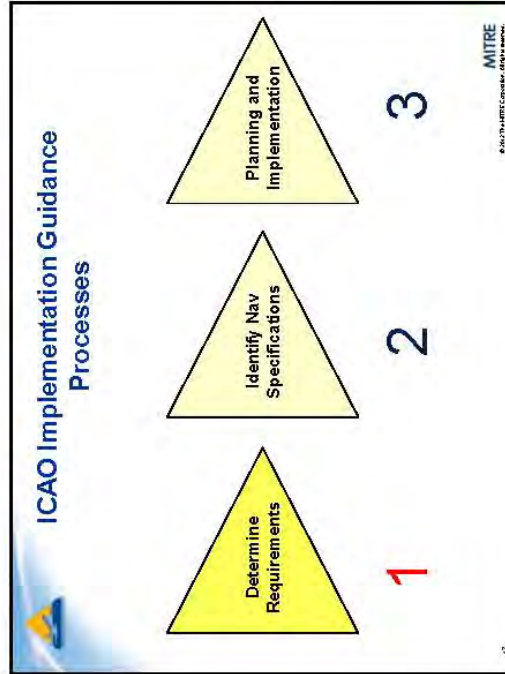 ICAO Implementation Guidance
Processes
Determine
Requirements
Identify Nav
Specifications
Planning and
Implementation
1
2
3
MITRE